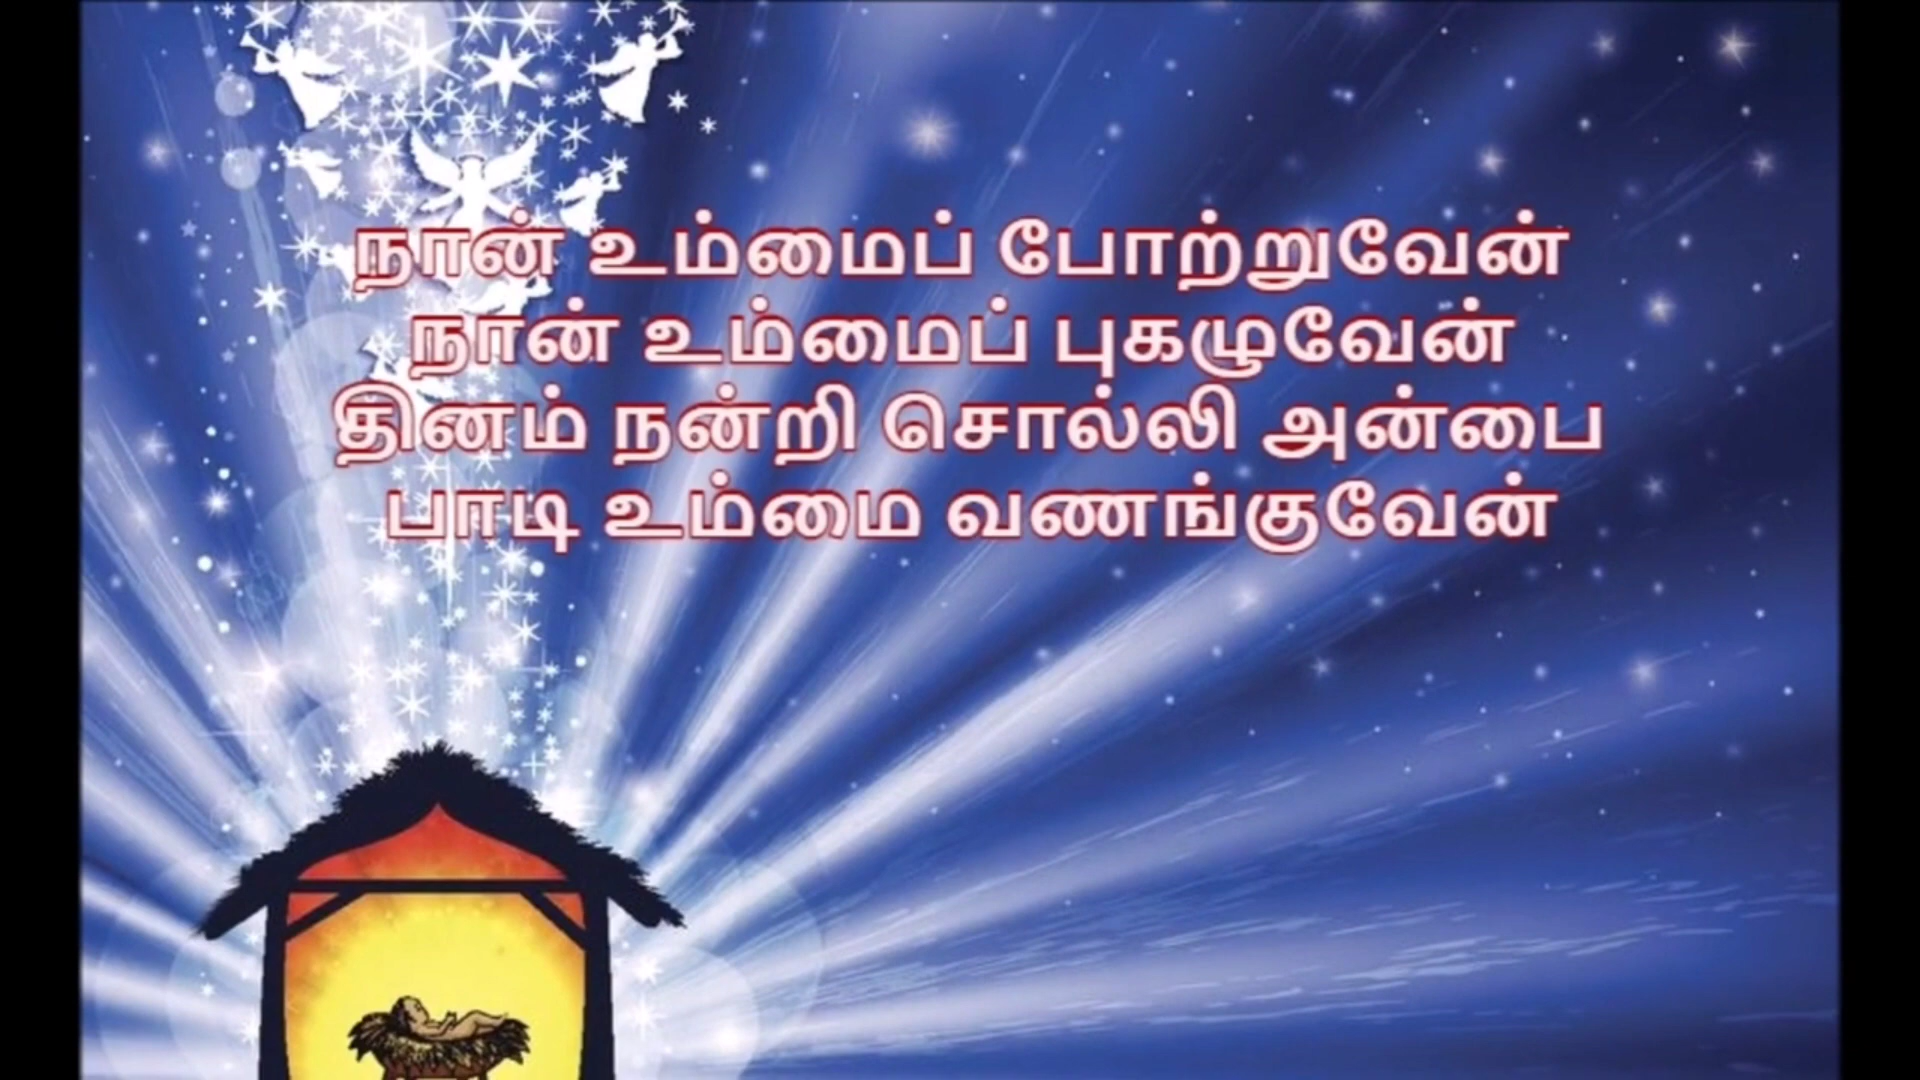 நான் உம்மைப் போற்றுவேன்
நான் உம்மைப் புகழுவேன்
தினம் நன்றி சொல்லி அன்பை
பாடி உம்மை வணங்குவேன்